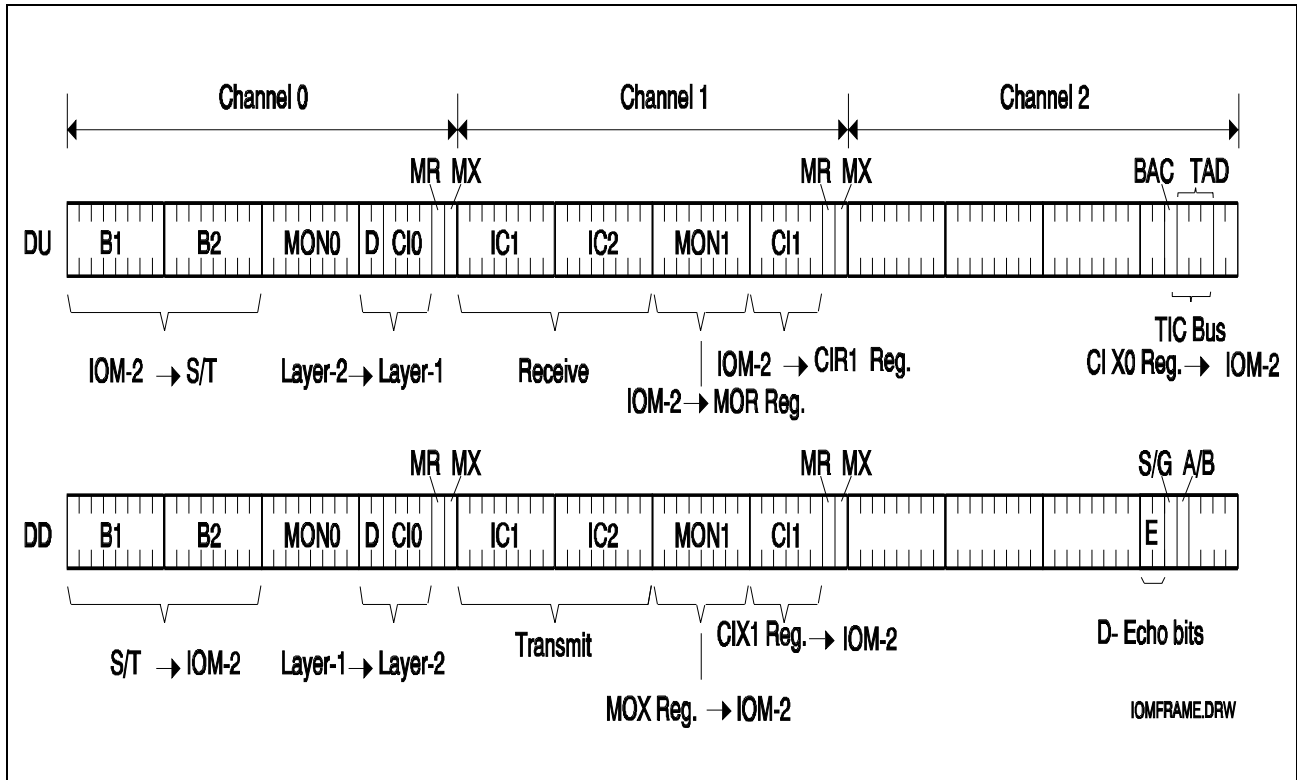 Channel 0 Channel 1 Channel 2
MR MX MR MX BAC TAD
DU B1 B2 MON0 D CI0 IC1 IC2 MON1 CI1
TIC Bus
IOM-2 → S/T Layer-2 → Layer-1 Receive IOM-2 → CIR1 Reg. CI X0 Reg. → IOM-2
IOM-2 → MOR Reg.
MR MX MR MX S/G A/B
DD B1 B2 MON0 D CI0 IC1 IC2 MON1 CI1 E
Transmit CIX1 Reg. → IOM-2 D- Echo bits
S/T → IOM-2 Layer-1 → Layer-2
MOX Reg. → IOM-2 IOMFRAME.DRW